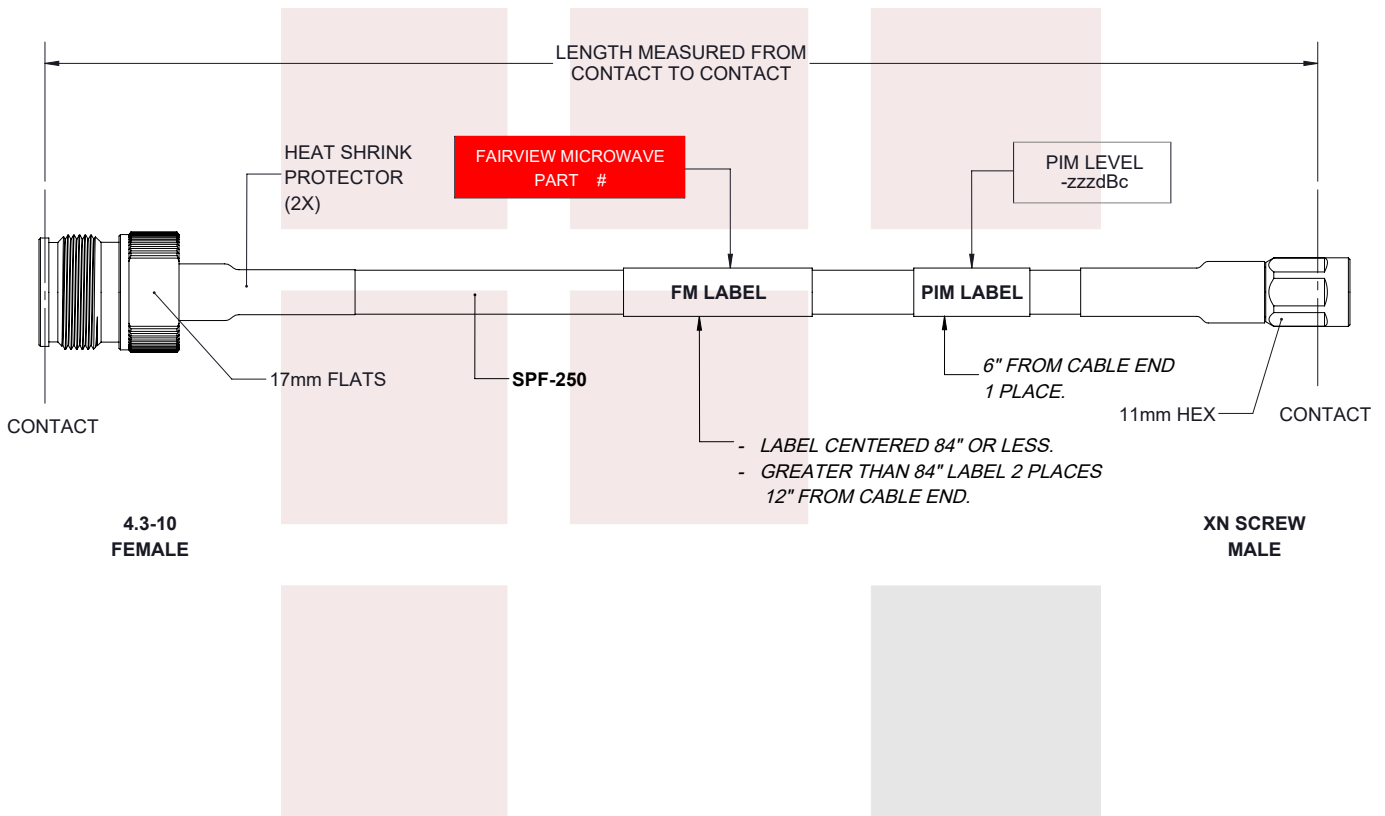 LENGTH MEASURED FROM
CONTACT TO CONTACT
HEAT SHRINK
PROTECTOR
(2X)
FAIRVIEW MICROWAVE
PART #
PIM LEVEL
-zzzdBc
FM LABEL
PIM LABEL
17mm FLATS
SPF-250
6" FROM CABLE END
1 PLACE.
11mm HEX
CONTACT
CONTACT
- LABEL CENTERED 84" OR LESS.
- GREATER THAN 84" LABEL 2 PLACES
12" FROM CABLE END.
4.3-10
FEMALE
XN SCREW
MALE